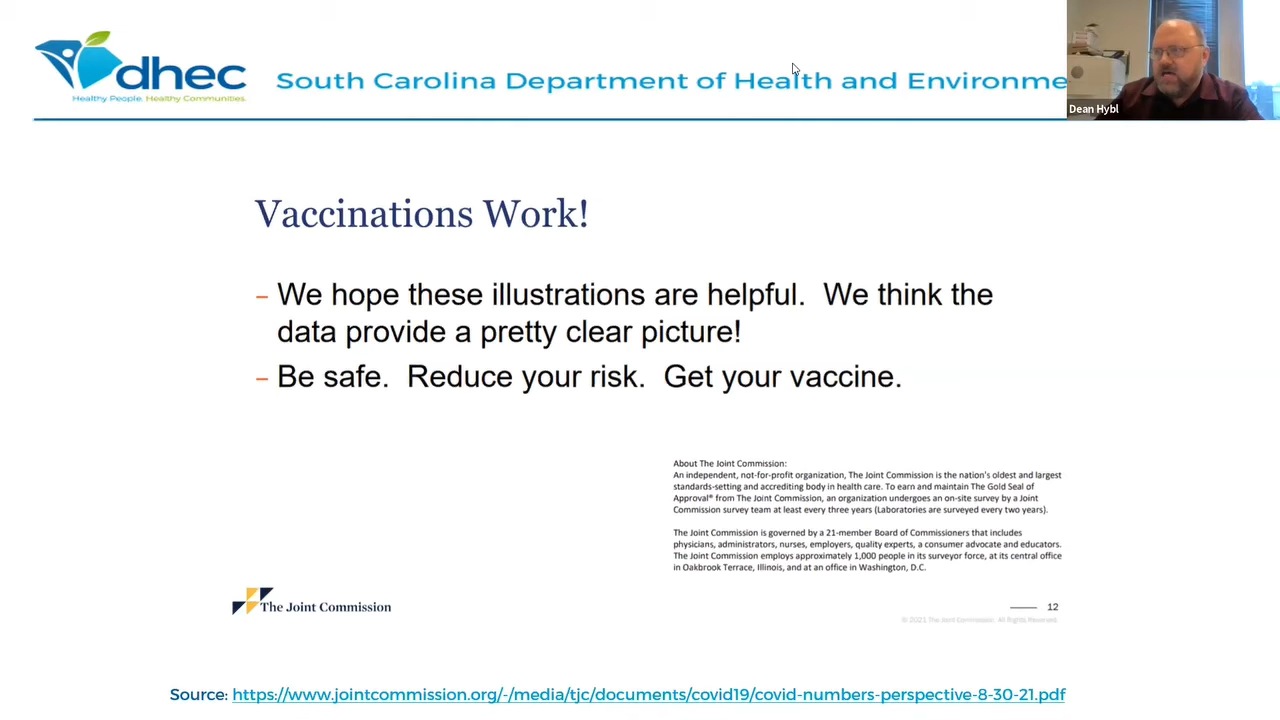 dhec
Healthy People. Healthy Communities.
South Carolina Department of Health and Environme
Dean Hybl
Vaccinations Work!
– We hope these illustrations are helpful.  We think the
data provide a pretty clear picture!
– Be safe.  Reduce your risk.  Get your vaccine.
About The Joint Commission:
An independent, not-for-profit organization, The Joint Commission is the nation's oldest and largest
standards-setting and accrediting body in health care. To earn and maintain The Gold Seal of
Approval® from The Joint Commission, an organization undergoes an on-site survey by a Joint
Commission survey team at least every three years (Laboratories are surveyed every two years).
The Joint Commission is governed by a 21-member Board of Commissioners that includes
physicians, administrators, nurses, employers, quality experts, a consumer advocate and educators.
The Joint Commission employs approximately 1,000 people in its surveyor force, at its central office
in Oakbrook Terrace, Illinois, and at an office in Washington, D.C.
The Joint Commission
12
© 2021 The Joint Commission. All Rights Reserved.
Source: https://www.jointcommission.org/-/media/tjc/documents/covid19/covid-numbers-perspective-8-30-21.pdf